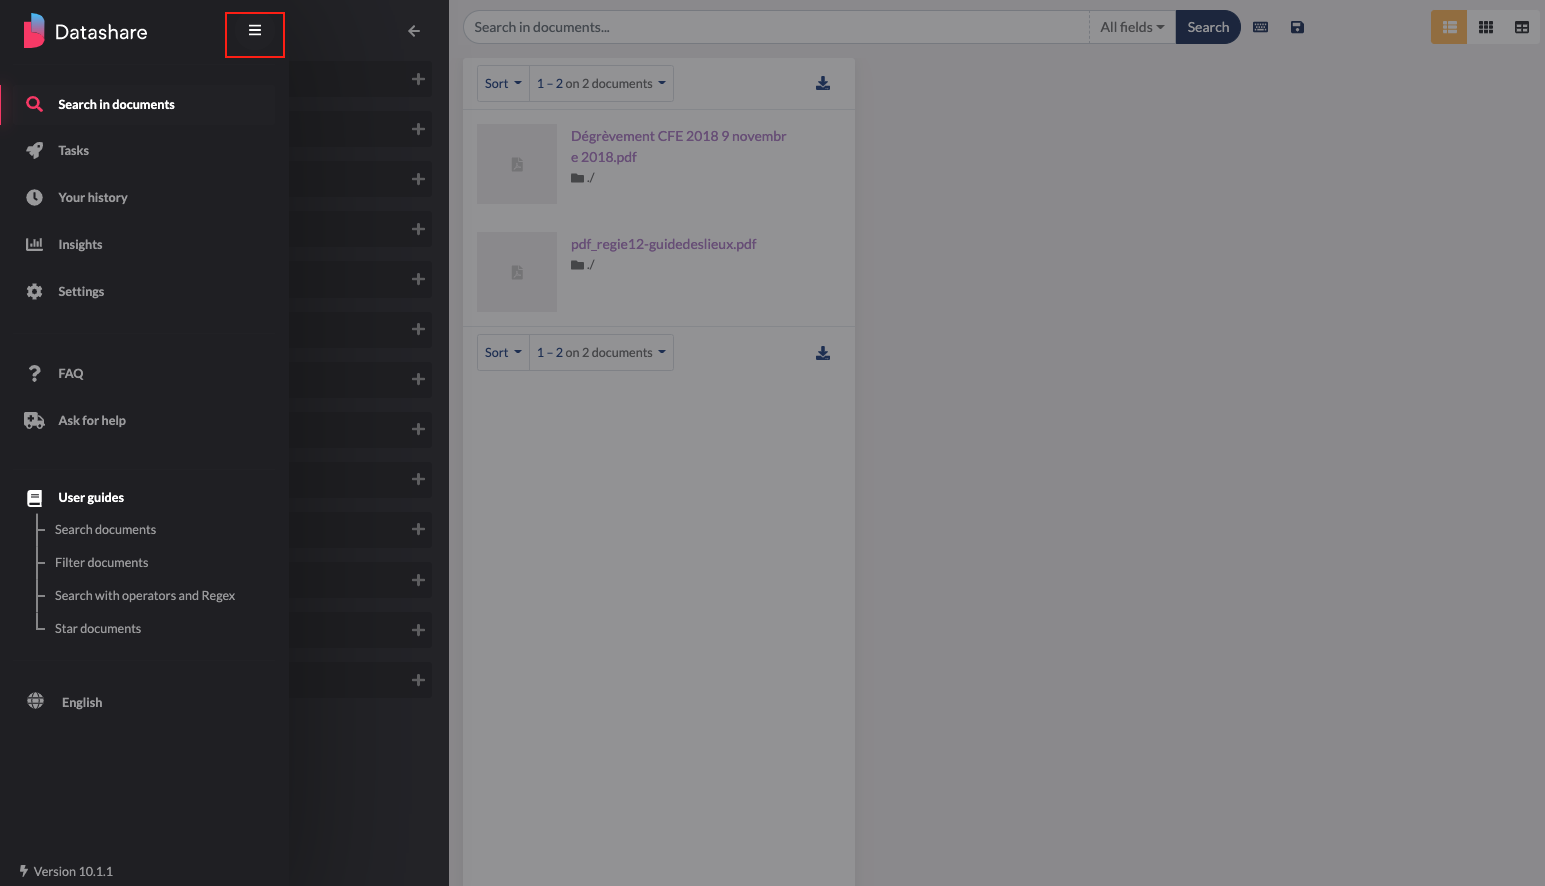 Datashare
Search in documents
Tasks
Your history
Insights
Settings
FAQ
Ask for help
User guides
Search documents
Filter documents
Search with operators and Regex
Star documents
English
Version 10.1.1
Search in documents...
All fields
Search
Sort
1 – 2 on 2 documents
Dégrèvement CFE 2018 9 novembr
e 2018.pdf
./
pdf_regie12-guidedeslieux.pdf
./
Sort
1 – 2 on 2 documents